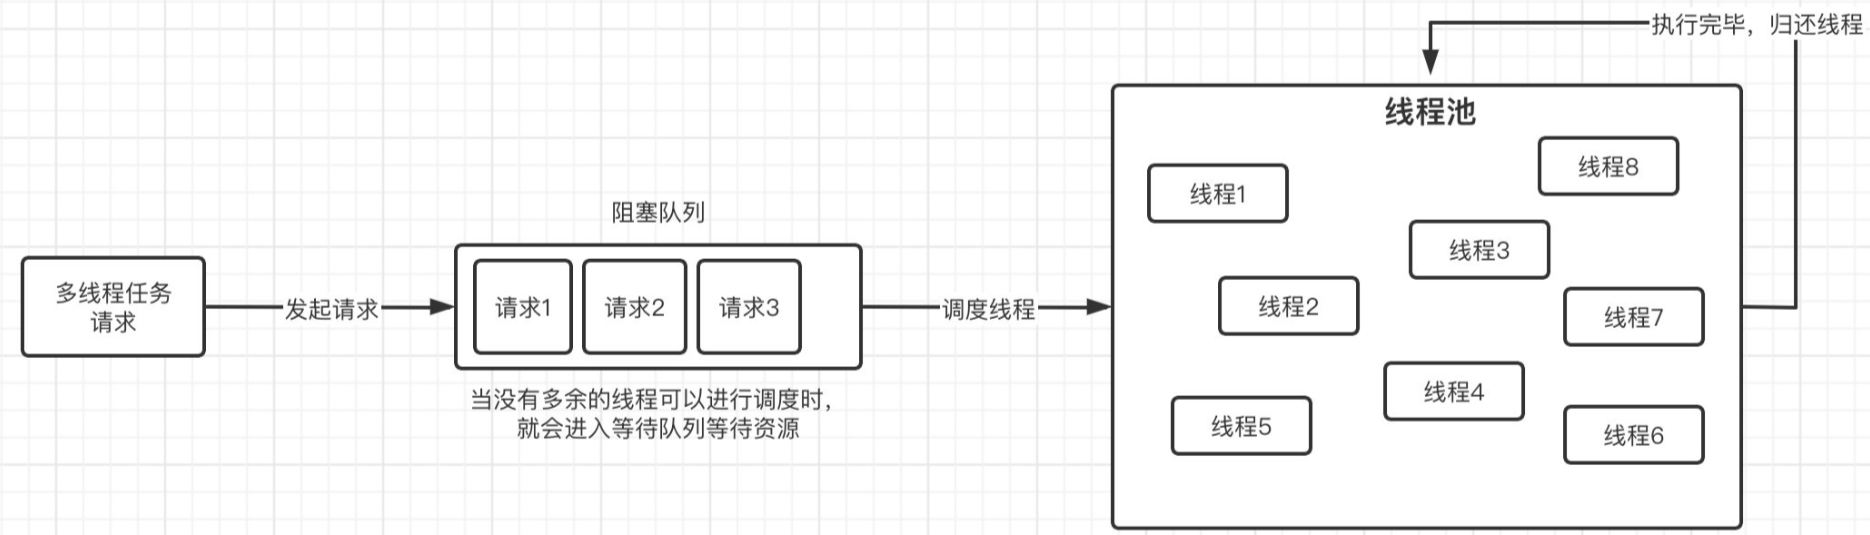 多线程任务
请求
发起请求
阻塞队列
请求1
请求2
请求3
当没有多余的线程可以进行调度时，
就会进入等待队列等待资源
调度线程
执行完毕，归还线程
线程池
线程1
线程8
线程3
线程2
线程7
线程4
线程5
线程6